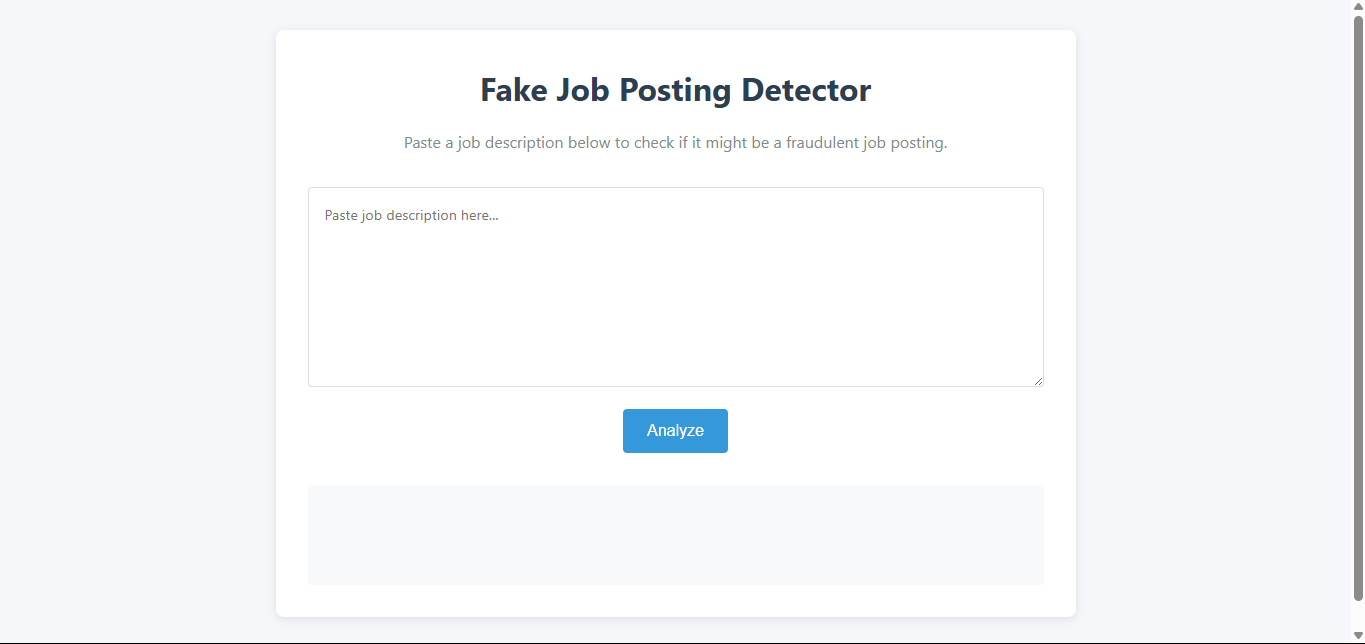 Fake Job Posting Detector
Paste a job description below to check if it might be a fraudulent job posting.
Paste job description here...
Analyze